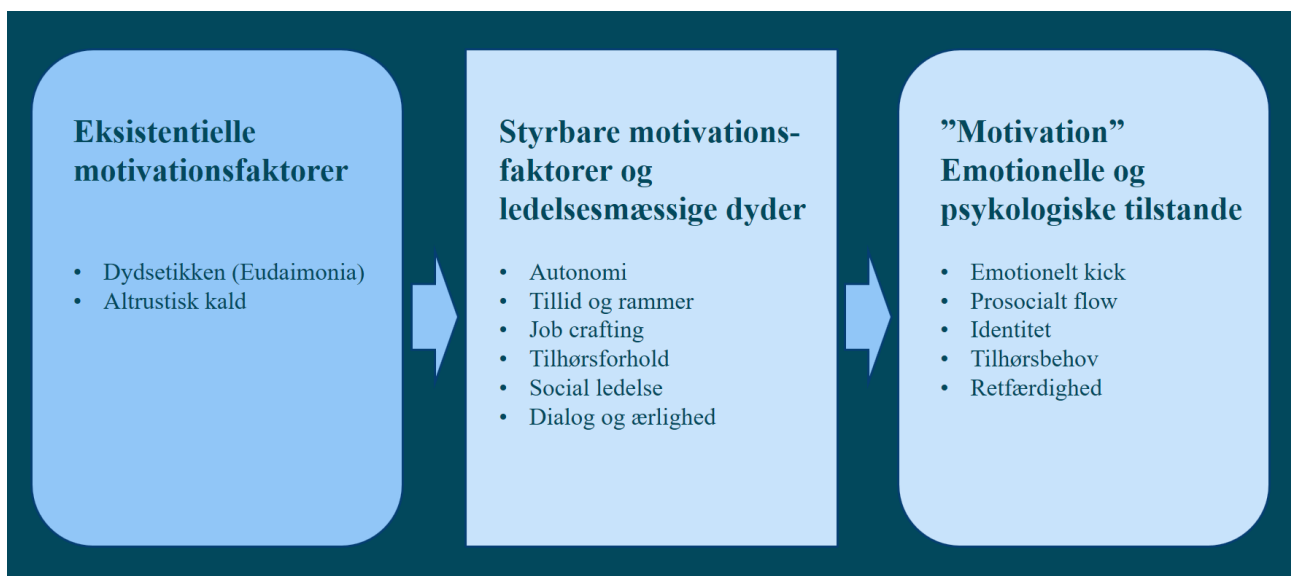 Eksistentielle
motivationsfaktorer
• Dydsetikken (Eudaimonia)
• Altrustisk kald
Styrbare motivations-
faktorer og
ledelsesmæssige dyder
• Autonomi
• Tillid og rammer
• Job crafting
• Tilhørsforhold
• Social ledelse
• Dialog og ærlighed
”Motivation”
Emotionelle og
psykologiske tilstande
• Emotionelt kick
• Prosocialt flow
• Identitet
• Tilhørsbehov
• Retfærdighed